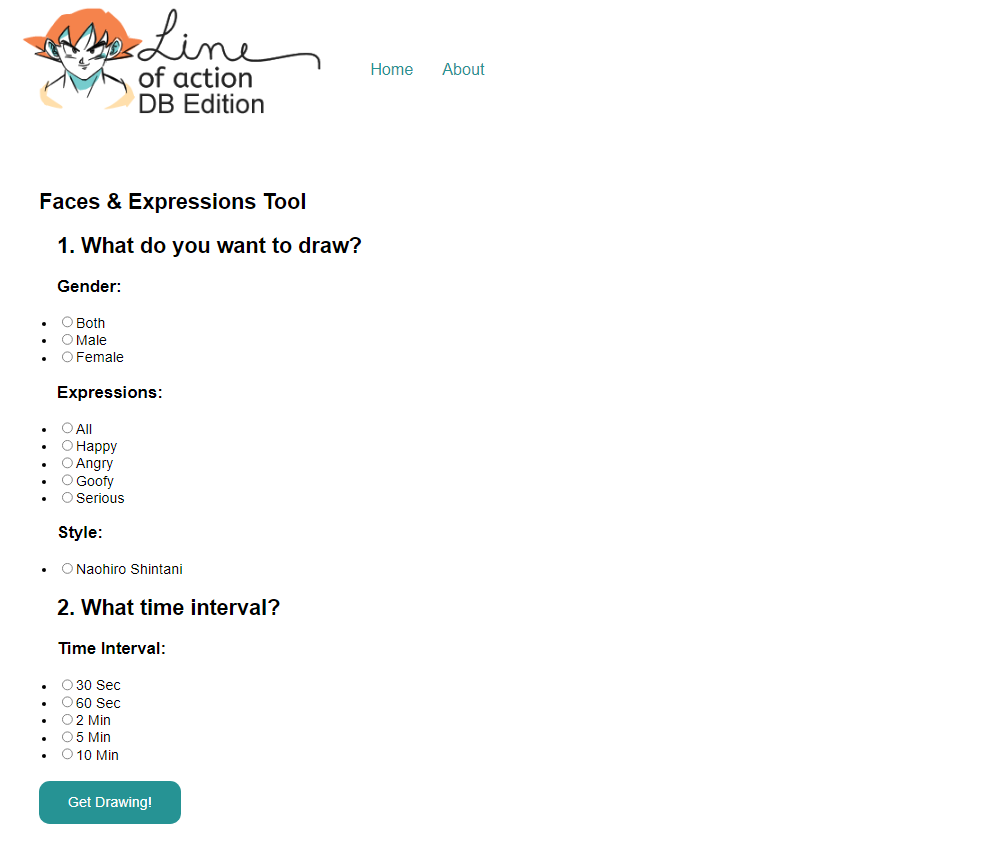 Line
of action
DB Edition
Home About
Faces & Expressions Tool
1. What do you want to draw?
Gender:
Both
Male
Female
Expressions:
All
Happy
Angry
Goofy
Serious
Style:
Naohiro Shintani
2. What time interval?
Time Interval:
30 Sec
60 Sec
2 Min
5 Min
10 Min
Get Drawing!